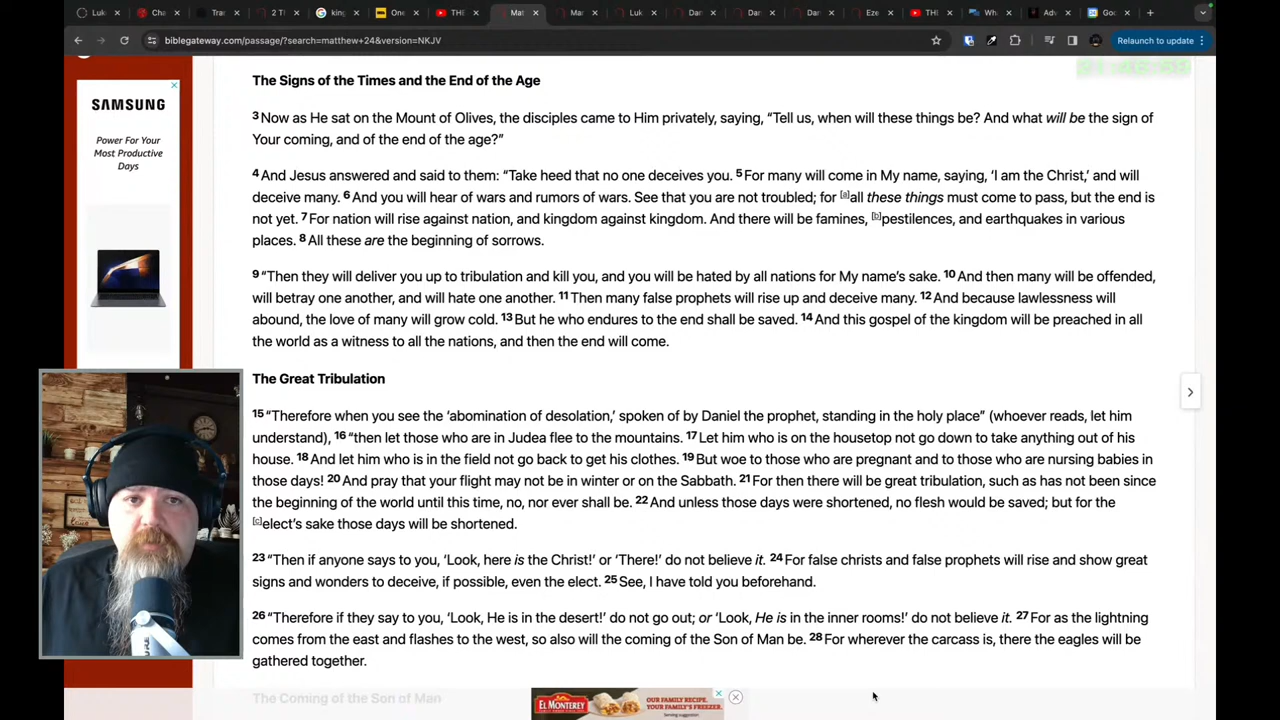 Luk
Cha
Tra
2 Ti
king
One
THE
Mat
Mar
Luk
Dan
Dan
Dan
Eze
THE
Wh
Adv
Goo
biblegateway.com/passage/?search=matthew+24&version=NKJV
Relaunch to update
The Signs of the Times and the End of the Age
3 Now as He sat on the Mount of Olives, the disciples came to Him privately, saying, “Tell us, when will these things be? And what will be the sign of
Your coming, and of the end of the age?”
4 And Jesus answered and said to them: “Take heed that no one deceives you. 5 For many will come in My name, saying, ‘I am the Christ,’ and will
deceive many. 6 And you will hear of wars and rumors of wars. See that you are not troubled; for [a]all these things must come to pass, but the end is
not yet. 7 For nation will rise against nation, and kingdom against kingdom. And there will be famines, [b]pestilences, and earthquakes in various
places. 8 All these are the beginning of sorrows.
9 “Then they will deliver you up to tribulation and kill you, and you will be hated by all nations for My name’s sake. 10 And then many will be offended,
will betray one another, and will hate one another. 11 Then many false prophets will rise up and deceive many. 12 And because lawlessness will
abound, the love of many will grow cold. 13 But he who endures to the end shall be saved. 14 And this gospel of the kingdom will be preached in all
the world as a witness to all the nations, and then the end will come.
The Great Tribulation
15 “Therefore when you see the ‘abomination of desolation,’ spoken of by Daniel the prophet, standing in the holy place” (whoever reads, let him
understand), 16 “then let those who are in Judea flee to the mountains. 17 Let him who is on the housetop not go down to take anything out of his
house. 18 And let him who is in the field not go back to get his clothes. 19 But woe to those who are pregnant and to those who are nursing babies in
those days! 20 And pray that your flight may not be in winter or on the Sabbath. 21 For then there will be great tribulation, such as has not been since
the beginning of the world until this time, no, nor ever shall be. 22 And unless those days were shortened, no flesh would be saved; but for the
[c]elect’s sake those days will be shortened.
23 “Then if anyone says to you, ‘Look, here is the Christ!’ or ‘There!’ do not believe it. 24 For false christs and false prophets will rise and show great
signs and wonders to deceive, if possible, even the elect. 25 See, I have told you beforehand.
26 “Therefore if they say to you, ‘Look, He is in the desert!’ do not go out; or ‘Look, He is in the inner rooms!’ do not believe it. 27 For as the lightning
comes from the east and flashes to the west, so also will the coming of the Son of Man be. 28 For wherever the carcass is, there the eagles will be
gathered together.
The Coming of the Son of Man
SAMSUNG
Power For Your
Most Productive
Days
EL MONTEREY
OUR FAMILY RECIPE.
YOUR FAMILY'S FREEZER.
Serving suggestion